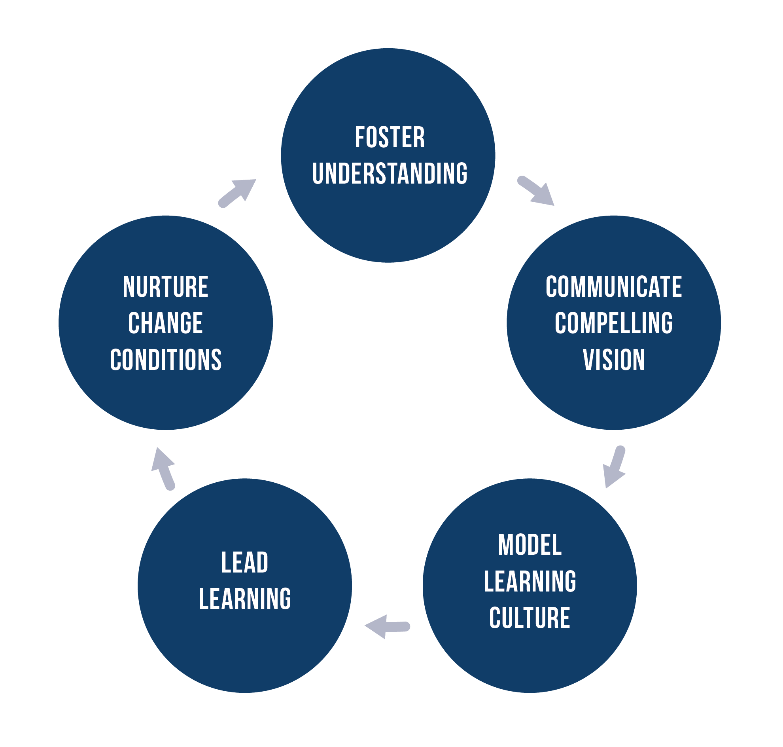 FOSTER
UNDERSTANDING
COMMUNICATE
COMPELLING
VISION
MODEL
LEARNING
CULTURE
LEAD
LEARNING
NURTURE
CHANGE
CONDITIONS